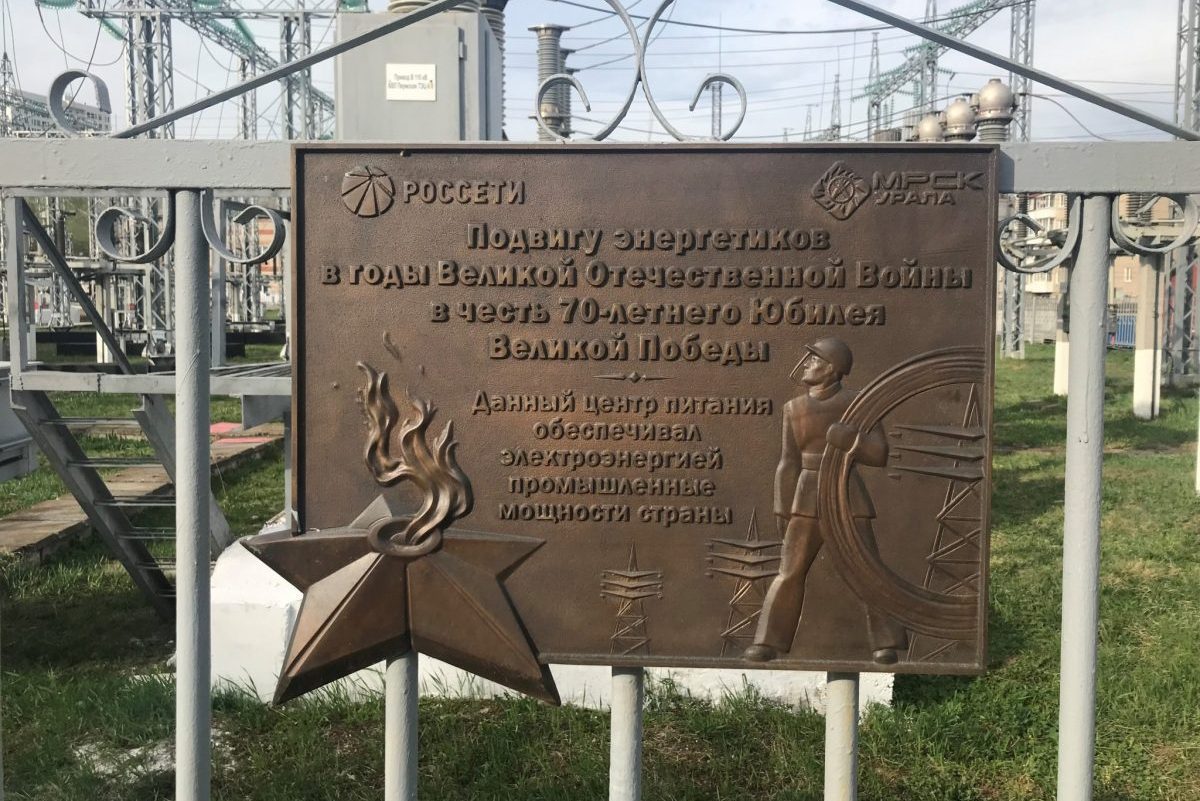 РОССЕТИ
МРСК
УРАЛА
Подвигу энергетиков
в годы Великой Отечественной Войны
в честь 70-летнего Юбилея
Великой Победы
Данный центр питания
обеспечивал
электроэнергией
промышленные
мощности страны